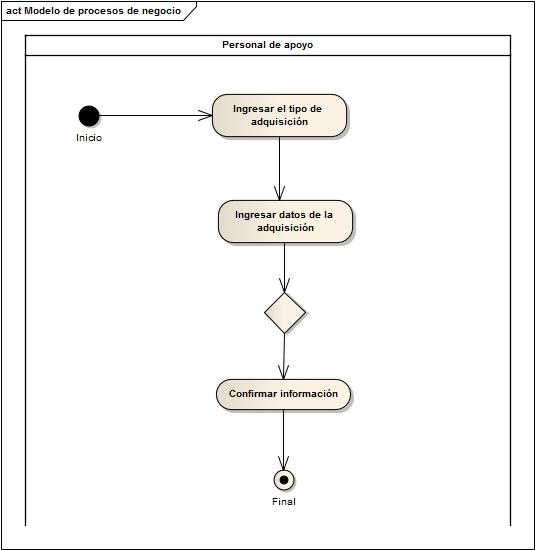 act Modelo de procesos de negocio
Personal de apoyo
Ingresar el tipo de
adquisición
Inicio
Ingresar datos de la
adquisición
Confirmar información
Final